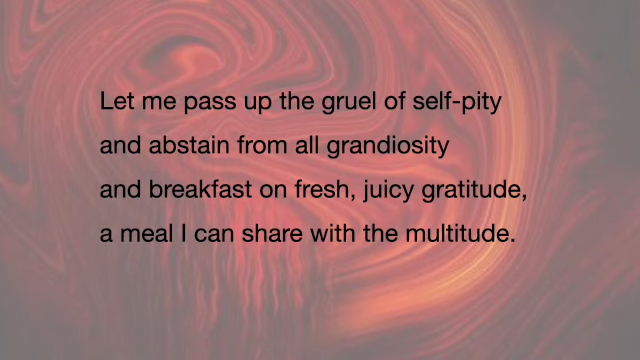 Let me pass up the gruel of self-pity
and abstain from all grandiosity
and breakfast on fresh, juicy gratitude,
a meal I can share with the multitude.